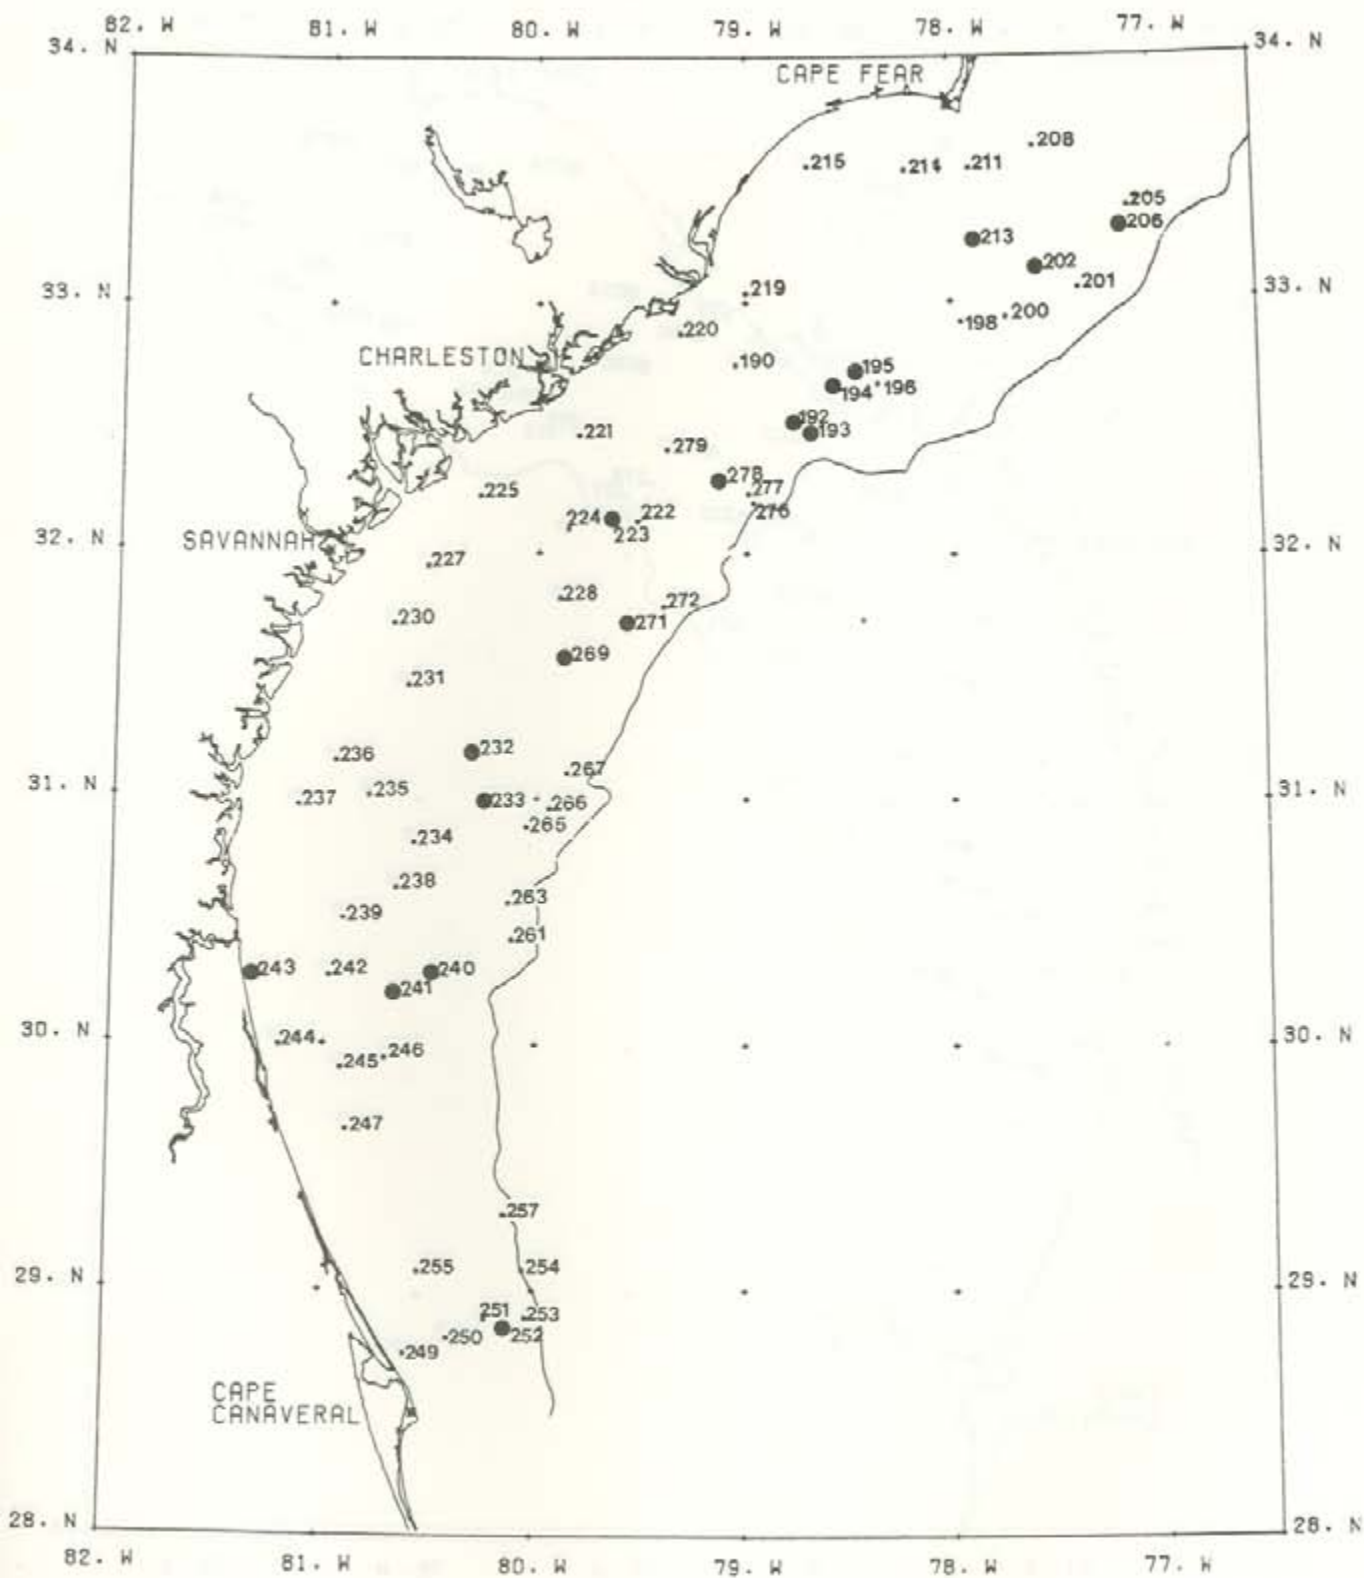 82. W 81. W 80. W 79. W 78. W 77. W
34. N 34. N
CAPE FEAR
.208
.215 .214 .211
.205
206
213
202
.201
33. N .219 33. N
.198 .200
.220
CHARLESTON .190
195
194 .196
192
193
.221
.279
278
.277
.225
276
224 .222
223
SAVANNAH
32. N 32. N
.227
.228 .272
.230
271
269
.231
232
.236
.267
31. N .237 .235 233 .266 31. N
.265
.234
.238
.263
.239
.261
243 .242 240
241
30. N .244 30. N
.245 .246
.247
.257
29. N .255 .254 29. N
251 .253
.250 252
.249
CAPE
CANAVERAL
28. N 28. N
82. W 81. W 80. W 79. W 78. W 77. W